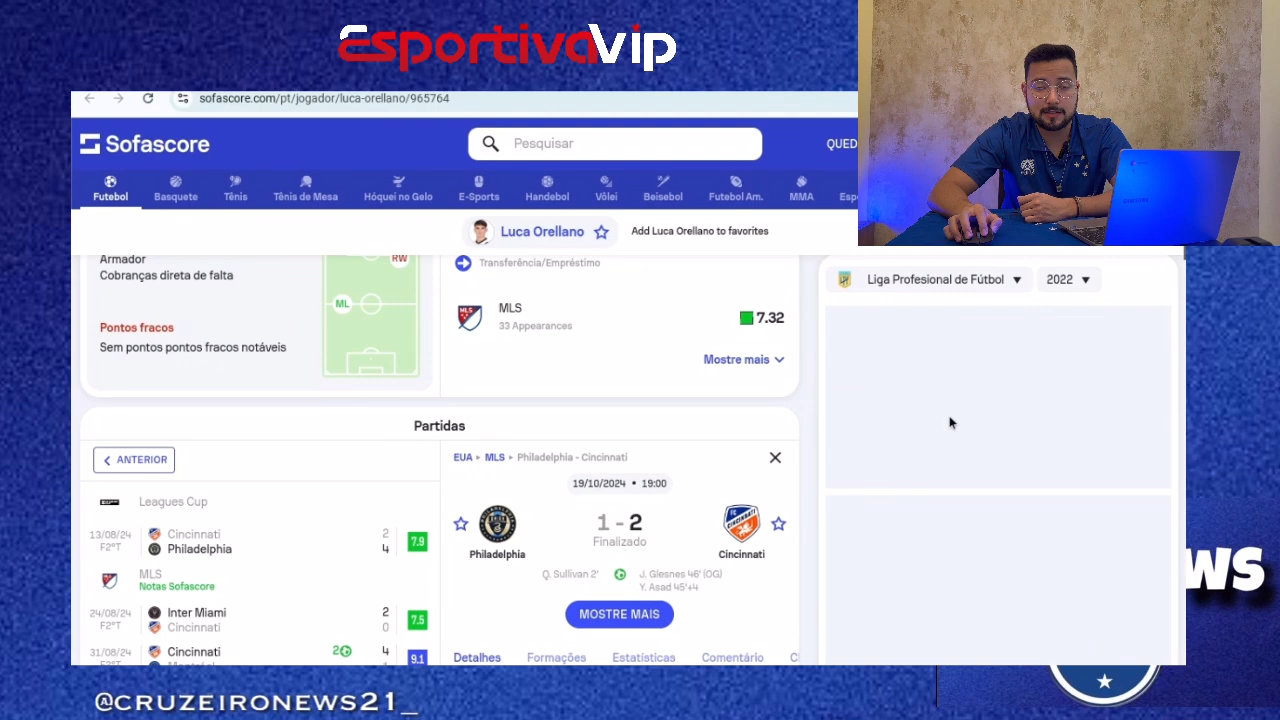 EsportivaVip
sofascore.com/pt/jogador/luca-orellano/965764
Sofascore
Pesquisar
QUED
Futebol
Basquete
Tênis
Tênis de Mesa
Hóquei no Gelo
E-Sports
Handebol
Vôlei
Beisebol
Futebol Am.
MMA
Espo
Luca Orellano
Add Luca Orellano to favorites
Armador
Cobranças direta de falta
Pontos fracos
Sem pontos pontos fracos notáveis
RW
ML
Transferência/Empréstimo
MLS
33 Appearances
7.32
Mostre mais
Liga Profesional de Fútbol
2022
Partidas
ANTERIOR
Leagues Cup
13/08/24
F2°T
Cincinnati 2
Philadelphia 4
7.9
MLS
Notas Sofascore
24/08/24
F2°T
Inter Miami 2
Cincinnati 0
7.5
31/08/24
Cincinnati 2 4
9.1
EUA MLS Philadelphia - Cincinnati
19/10/2024 • 19:00
1 - 2
Finalizado
Philadelphia
Cincinnati
Q. Sullivan 2'
J. Glesnes 46' (OG)
Y. Asad 45'+4
MOSTRE MAIS
Detalhes
Formações
Estatísticas
Comentário
WS
@CRUZEIRONEWS21_